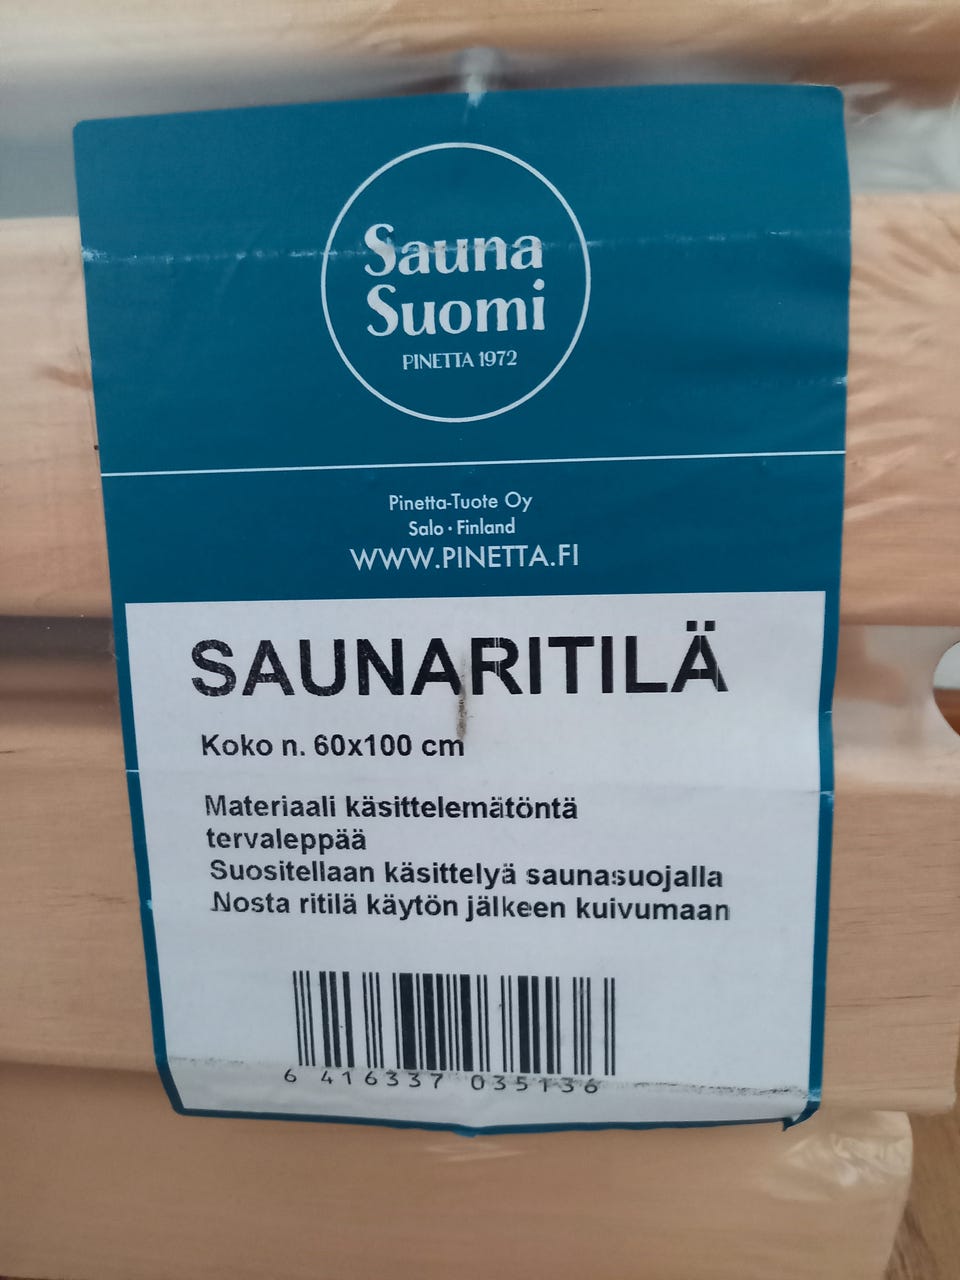 Sauna
Suomi
PINETTA 1972
Pinetta-Tuote Oy
Salo · Finland
WWW.PINETTA.FI
SAUNARITILÄ
Koko n. 60x100 cm
Materiaali käsittelemätöntä
tervaleppää
Suositellaan käsittelyä saunasuojalla
Nosta ritilä käytön jälkeen kuivumaan
6 416337 035136